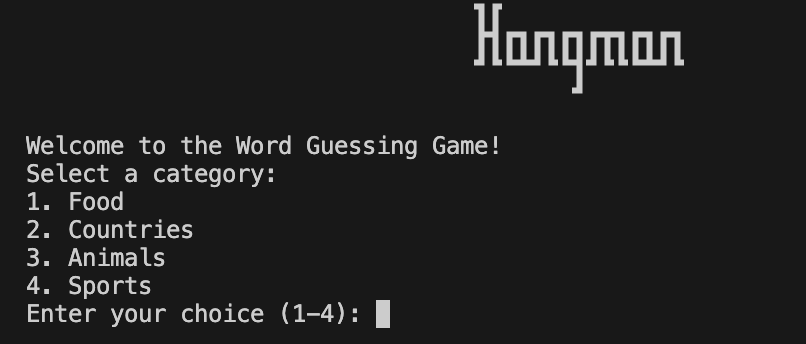 Hangman
Welcome to the Word Guessing Game!
Select a category:
1. Food
2. Countries
3. Animals
4. Sports
Enter your choice (1-4):